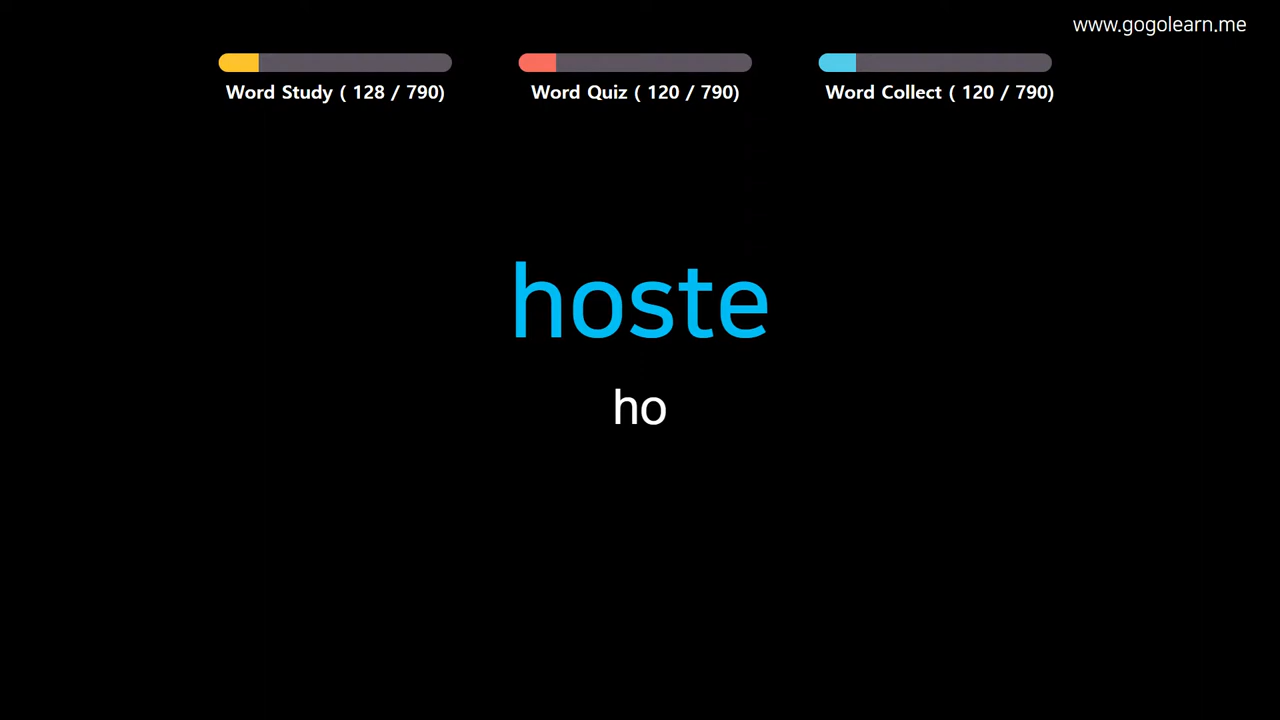 www.gogolearn.me
Word Study ( 128 / 790)
Word Quiz ( 120 / 790)
Word Collect ( 120 / 790)
hoste
ho